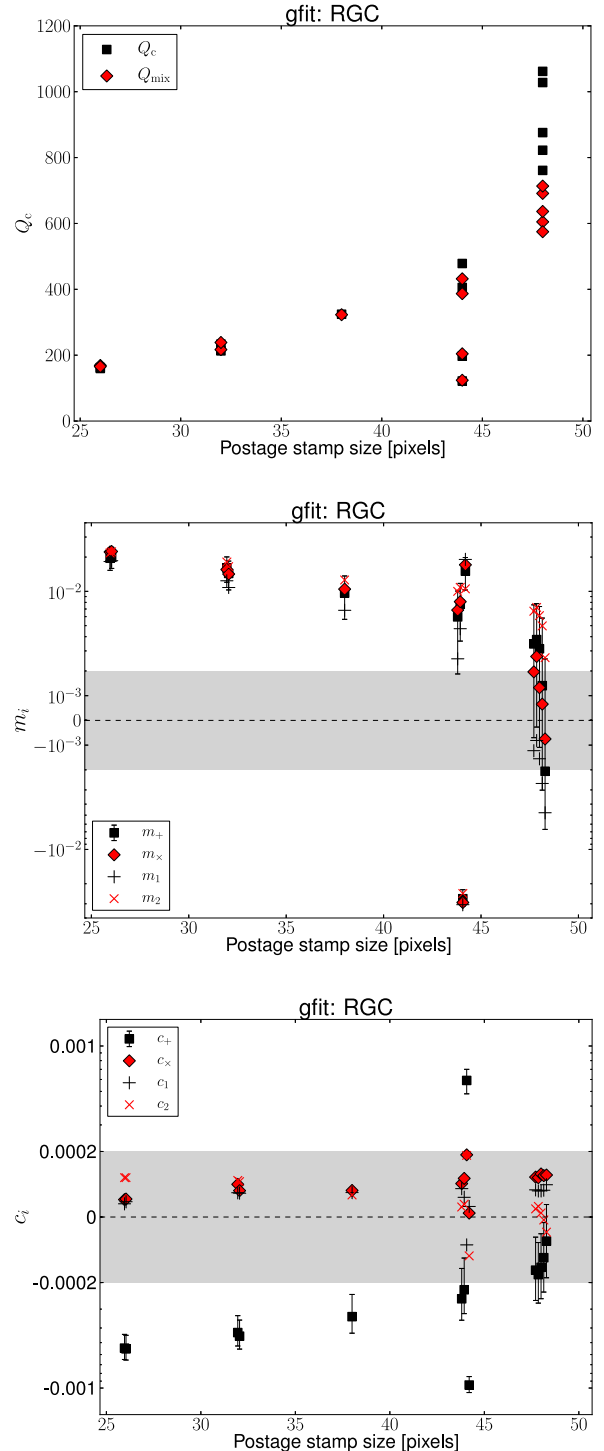 gfit: RGC
1200
Q_c
Q_mix
1000
800
Q_c
600
400
200
0
25 30 35 40 45 50
Postage stamp size [pixels]
gfit: RGC
10^−2
10^−3
m_i
0
−10^−3
m_+
m_×
m_1
m_2
−10^−2
25 30 35 40 45 50
Postage stamp size [pixels]
gfit: RGC
c_+
c_×
c_1
c_2
0.001
0.0002
c_i
0
-0.0002
-0.001
30 35 40 45 50
Postage stamp size [pixels]